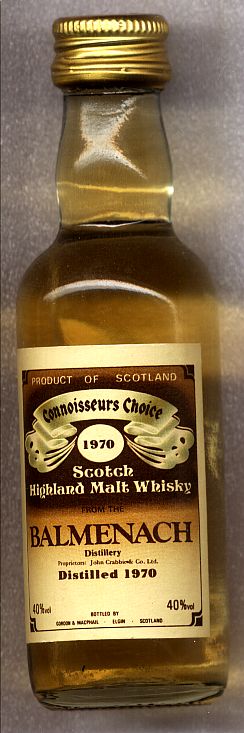 PRODUCT OF SCOTLAND
Connoisseurs Choice
1970
Scotch
Highland Malt Whisky
FROM THE
BALMENACH
Distillery
Proprietors: John Crabbie & Co. Ltd.
Distilled 1970
40%vol 40%vol
BOTTLED BY
GORDON & MACPHAIL · ELGIN · SCOTLAND